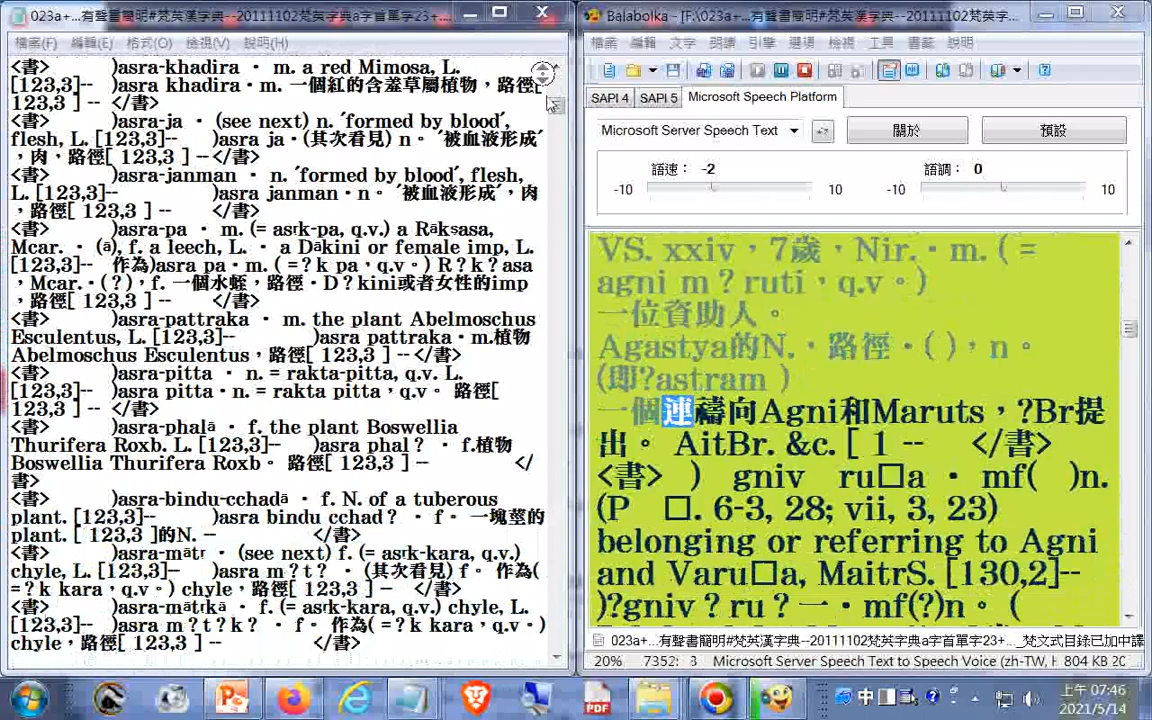 023a+...有聲書簡明#梵英漢字典--20111102梵英字典a字首單字23+...
檔案(F) 編輯(E) 格式(O) 檢視(V) 說明(H)
<書> )asra-khadira · m. a red Mimosa, L.
[123,3]-- )asra khadira·m. 一個紅的含羞草屬植物,路徑[
123,3 ] -- </書>
<書> )asra-ja · (see next) n. 'formed by blood',
flesh, L. [123,3]-- )asra ja·(其次看見) n。 '被血液形成'
,肉,路徑[ 123,3 ] --</書>
<書> )asra-janman · n. 'formed by blood', flesh,
L. [123,3]-- )asra janman·n。 '被血液形成',肉
,路徑[ 123,3 ] -- </書>
<書> )asra-pa · m. (= asṛk-pa, q.v.) a Rākṣasa,
Mcar. · (ā), f. a leech, L. · a Dākini or female imp, L.
[123,3]-- 作為)asra pa·m. ( =?k pa,q.v。) R?k?asa
,Mcar.·(?),f. 一個水蛭,路徑·D?kini或者女性的imp
,路徑[ 123,3 ] -- </書>
<書> )asra-pattraka · m. the plant Abelmoschus
Esculentus, L. [123,3]-- )asra pattraka·m.植物
Abelmoschus Esculentus,路徑[ 123,3 ] --</書>
<書> )asra-pitta · n. = rakta-pitta, q.v. L.
[123,3]-- )asra pitta·n. = rakta pitta,q.v。 路徑[
123,3 ] -- </書>
<書> )asra-phalā · f. the plant Boswellia
Thurifera Roxb. L. [123,3]-- )asra phal? · f.植物
Boswellia Thurifera Roxb。 路徑[ 123,3 ] -- </
書>
<書> )asra-bindu-cchadā · f. N. of a tuberous
plant. [123,3]-- )asra bindu cchad? · f· 一塊莖的
plant. [ 123,3 ]的N. -- </書>
<書> )asra-mātṛ · (see next) f. (= asṛk-kara, q.v.)
chyle, L. [123,3]-- )asra m?t? · (其次看見) f。 作為(
=?k kara,q.v。) chyle,路徑[ 123,3 ] -- </書>
<書> )asra-mātṛkā · f. (= asṛk-kara, q.v.) chyle, L.
[123,3]-- )asra m?t?k? · f。 作為( =?k kara,q.v。)
chyle,路徑[ 123,3 ] -- </書>
Balabolka - [F:\023a+...有聲書簡明#梵英漢字典--20111102梵英字...
檔案 編輯 文字 朗讀 引擎 選項 檢視 工具 書籤 說明
SAPI 4 SAPI 5 Microsoft Speech Platform
Microsoft Server Speech Text 關於 預設
語速: -2 語調: 0
-10 10 -10 10
VS. xxiv,7歲,Nir.·m. ( =
agni m?ruti,q.v。)
一位資助人。
Agastya的N.·路徑·( ),n。
(即?astram )
一個連禱向Agni和Maruts,?Br提
出。 AitBr. &c. [ 1 -- </書>
<書> ) gniv ru□a · mf( )n.
(P □. 6-3, 28; vii, 3, 23)
belonging or referring to Agni
and Varu□a, MaitrS. [130,2]--
)?gniv?ru?一·mf(?)n。 (
023a+...有聲書簡明#梵英漢字典--20111102梵英字典a字首單字23+..._梵文式目錄已加中譯
20% Microsoft Server Speech Text to Speech Voice (zh-TW, H 804 KB
中
PDF
上午 07:46
2021/5/14